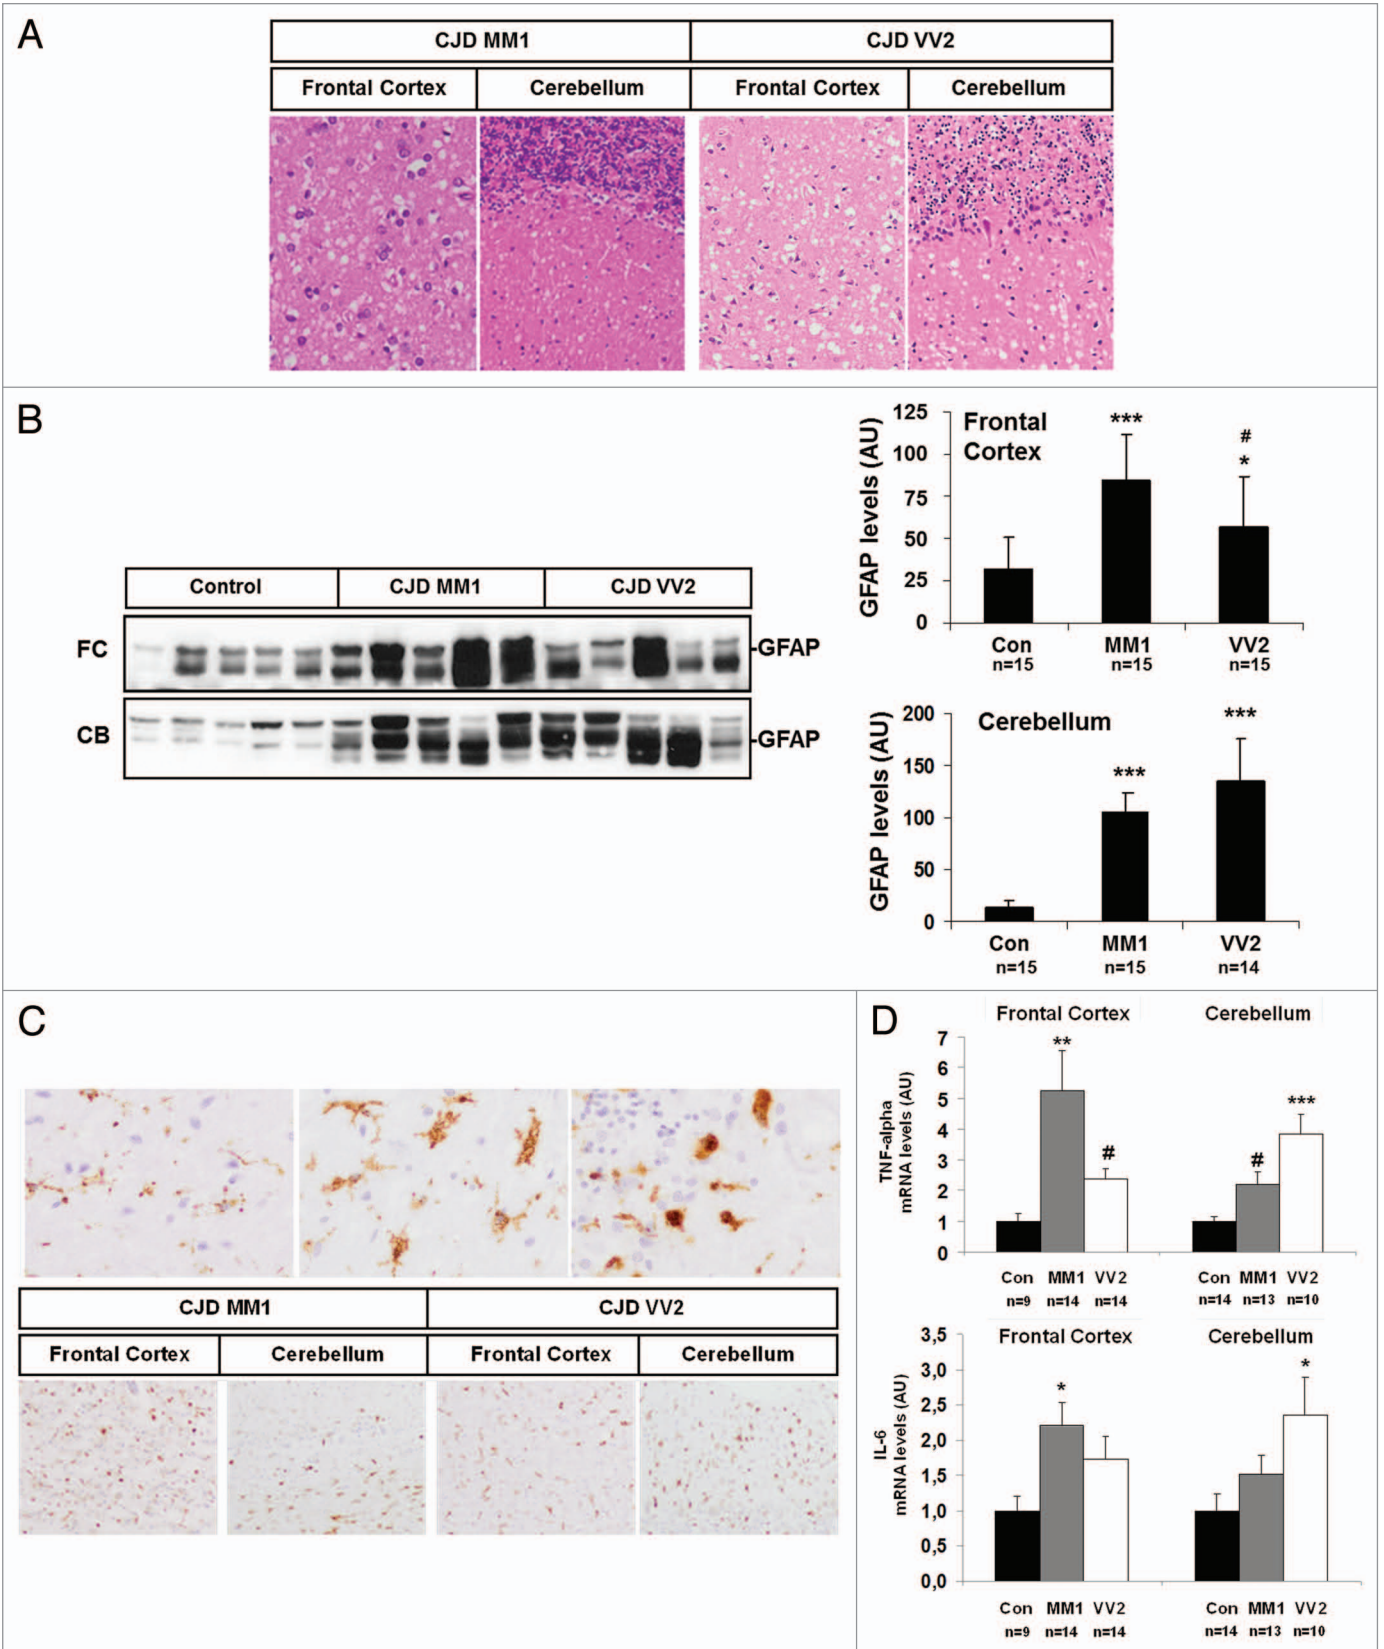 A
CJD MM1 CJD VV2
Frontal Cortex Cerebellum Frontal Cortex Cerebellum
B
Control CJD MM1 CJD VV2
FC -GFAP
CB -GFAP
GFAP levels (AU)
125
100
75
50
25
0
Frontal
Cortex
***
#
*
Con MM1 VV2
n=15 n=15 n=15
GFAP levels (AU)
200
150
100
50
0
Cerebellum
***
***
Con MM1 VV2
n=15 n=15 n=14
C
CJD MM1 CJD VV2
Frontal Cortex Cerebellum Frontal Cortex Cerebellum
D
Frontal Cortex Cerebellum
TNF-alpha
mRNA levels (AU)
7
6
5
4
3
2
1
0
** # # ***
Con MM1 VV2 Con MM1 VV2
n=9 n=14 n=14 n=14 n=13 n=10
Frontal Cortex Cerebellum
IL-6
mRNA levels (AU)
3,5
3,0
2,5
2,0
1,5
1,0
0,5
0,0
* *
Con MM1 VV2 Con MM1 VV2
n=9 n=14 n=14 n=14 n=13 n=10